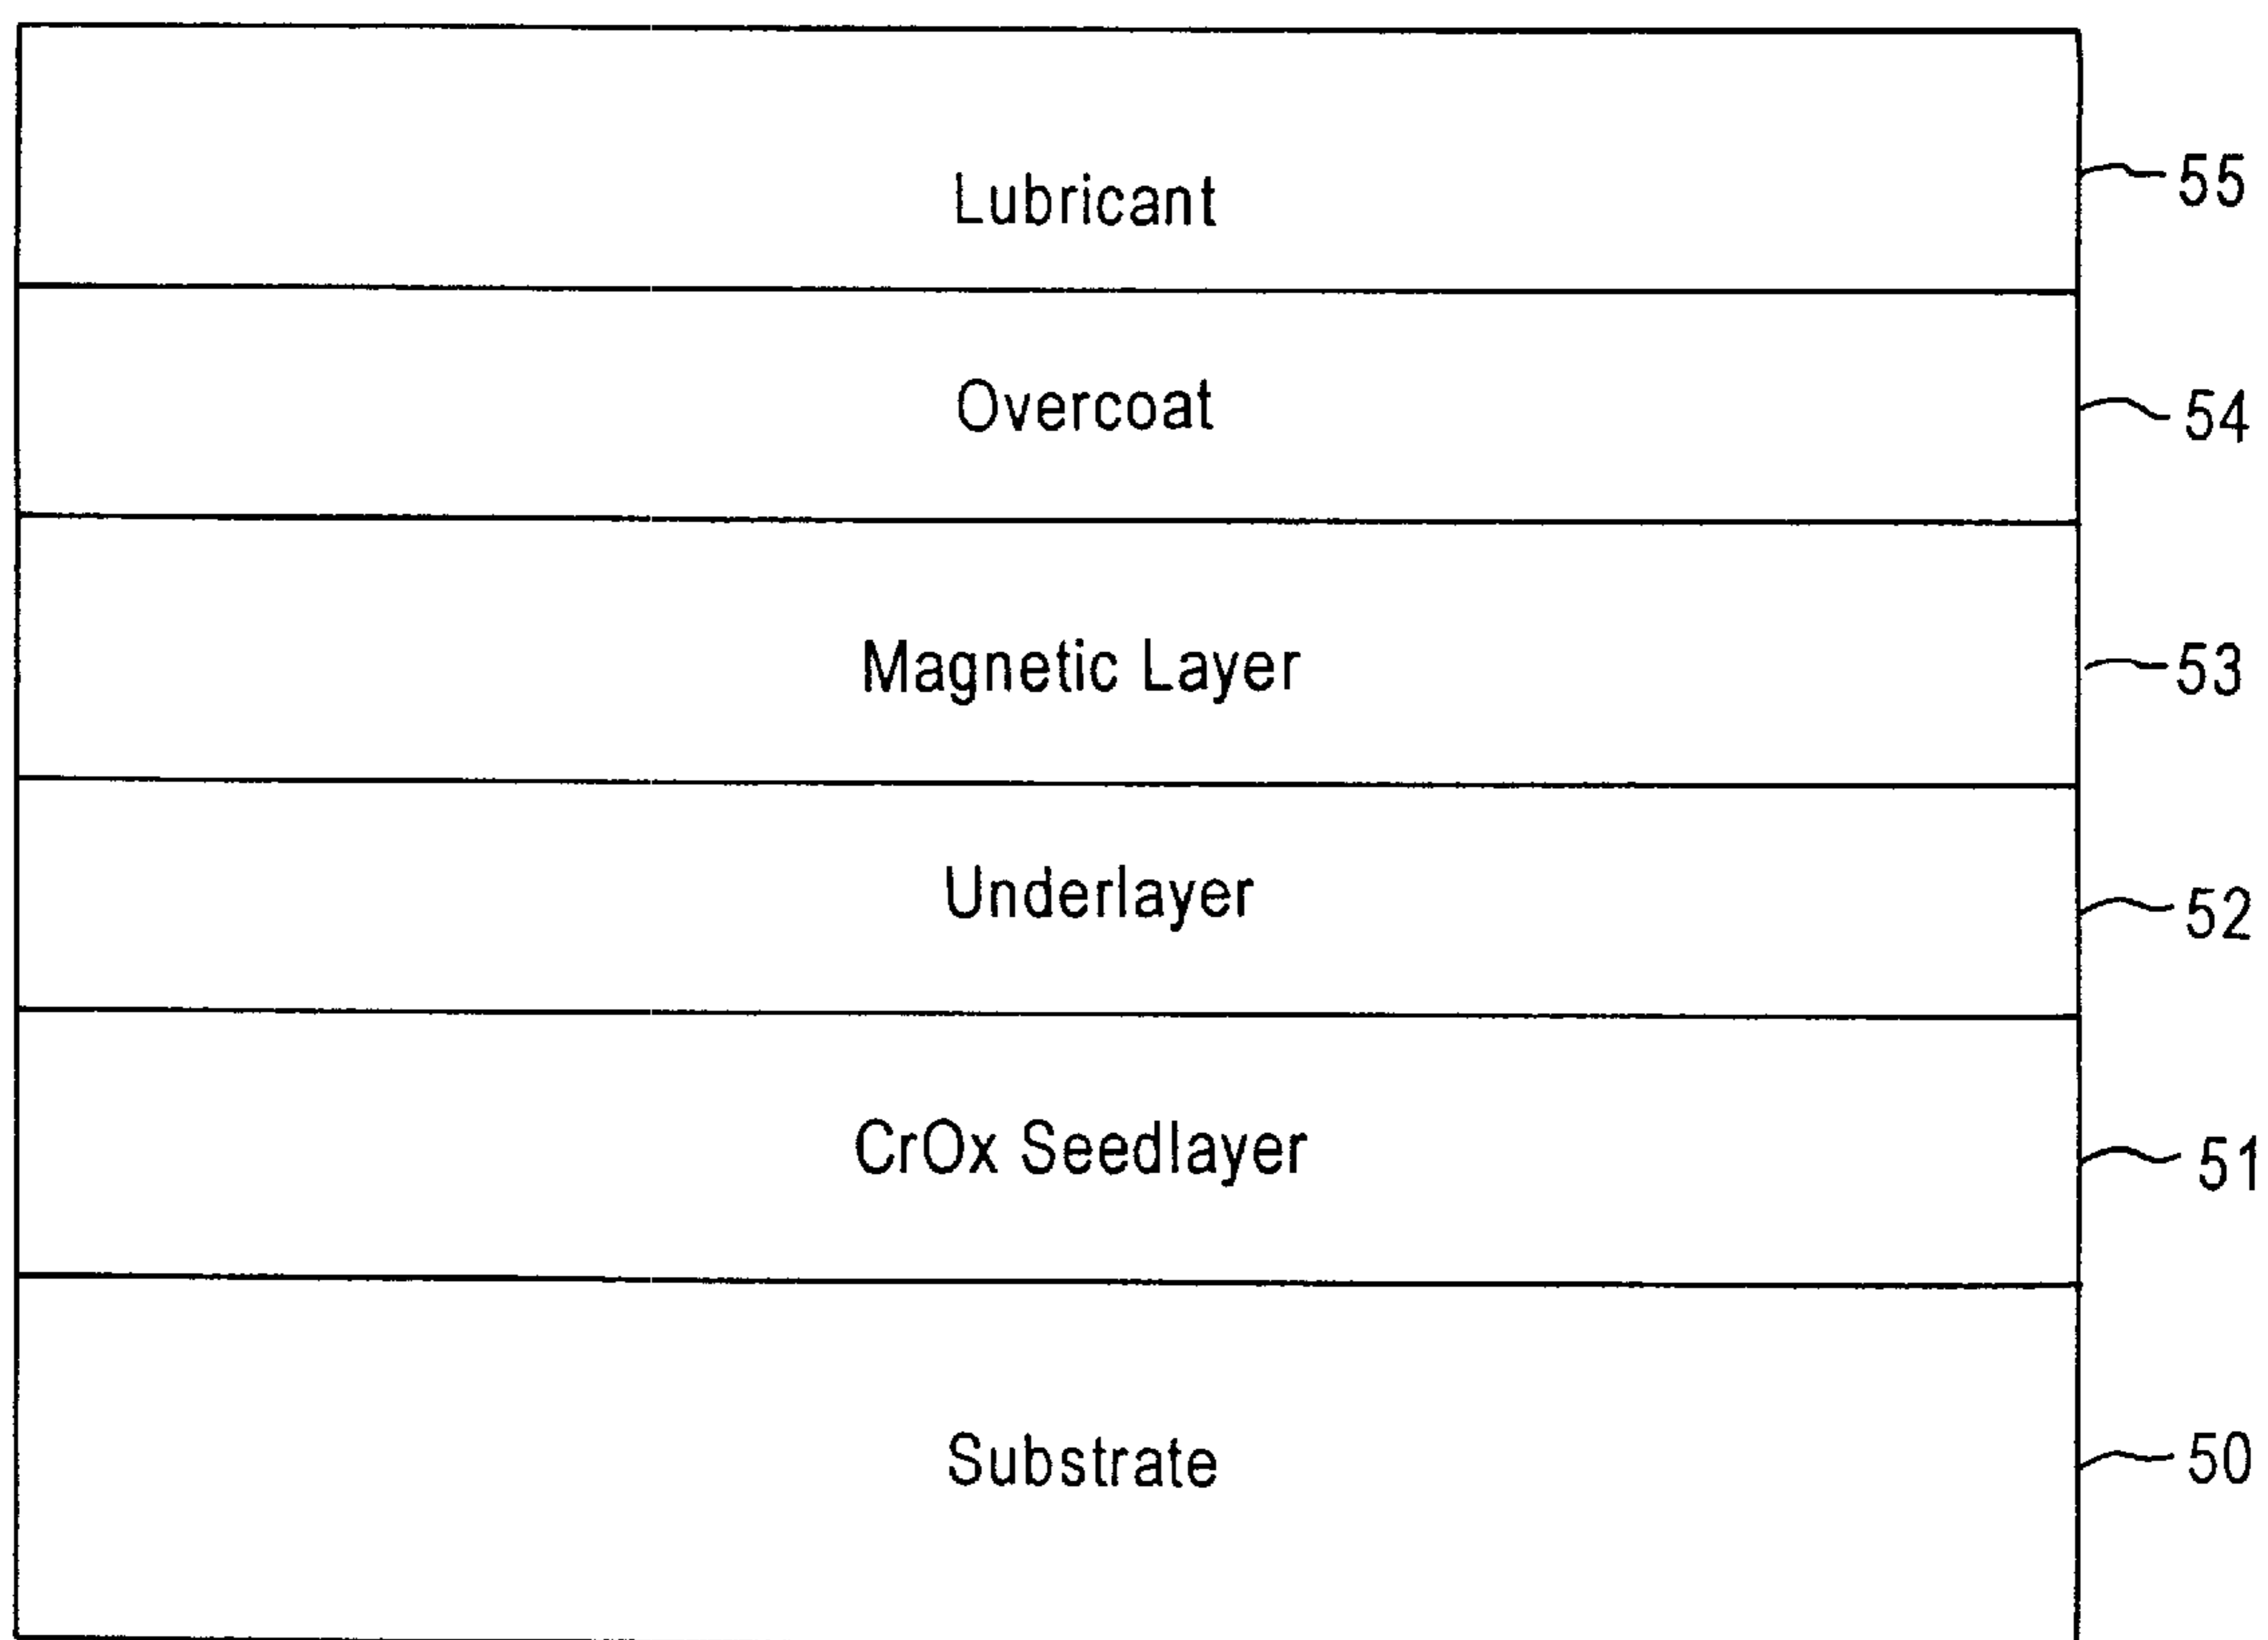 Lubricant 55
Overcoat 54
Magnetic Layer 53
Underlayer 52
CrOx Seedlayer 51
Substrate 50